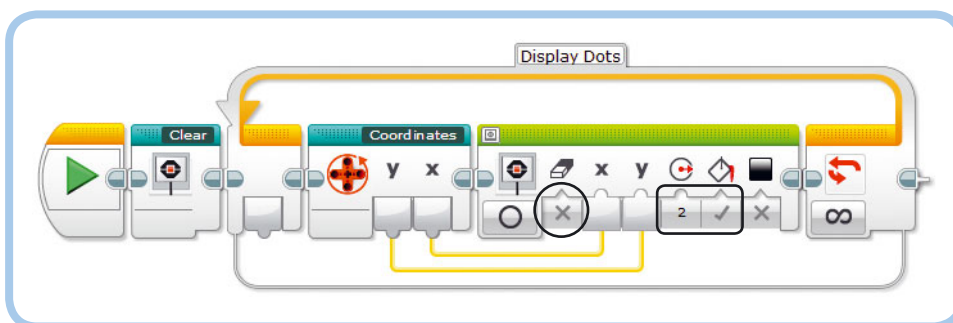 Display Dots
Clear
Coordinates
y x
x y
2
∞